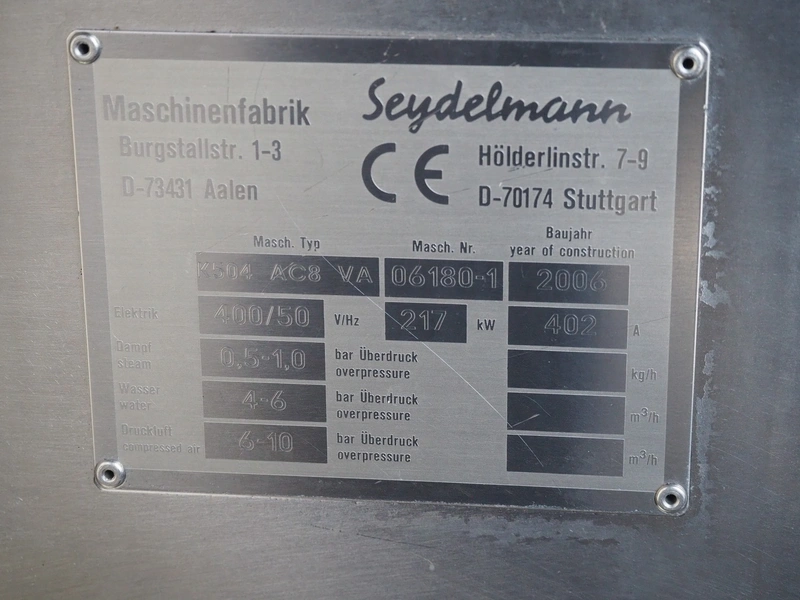 Maschinenfabrik Seydelmann
Burgstallstr. 1-3
D-73431 Aalen
CE
Hölderlinstr. 7-9
D-70174 Stuttgart
Masch. Typ
Masch. Nr.
Baujahr
year of construction
K504 AC8 VA 06180-1 2006
Elektrik 400/50 V/Hz 217 kW 402 A
Dampf
steam
0,5-1,0
bar Überdruck
overpressure
kg/h
Wasser
water
4-6
bar Überdruck
overpressure
m³/h
Druckluft
compressed air
6-10
bar Überdruck
overpressure
m³/h